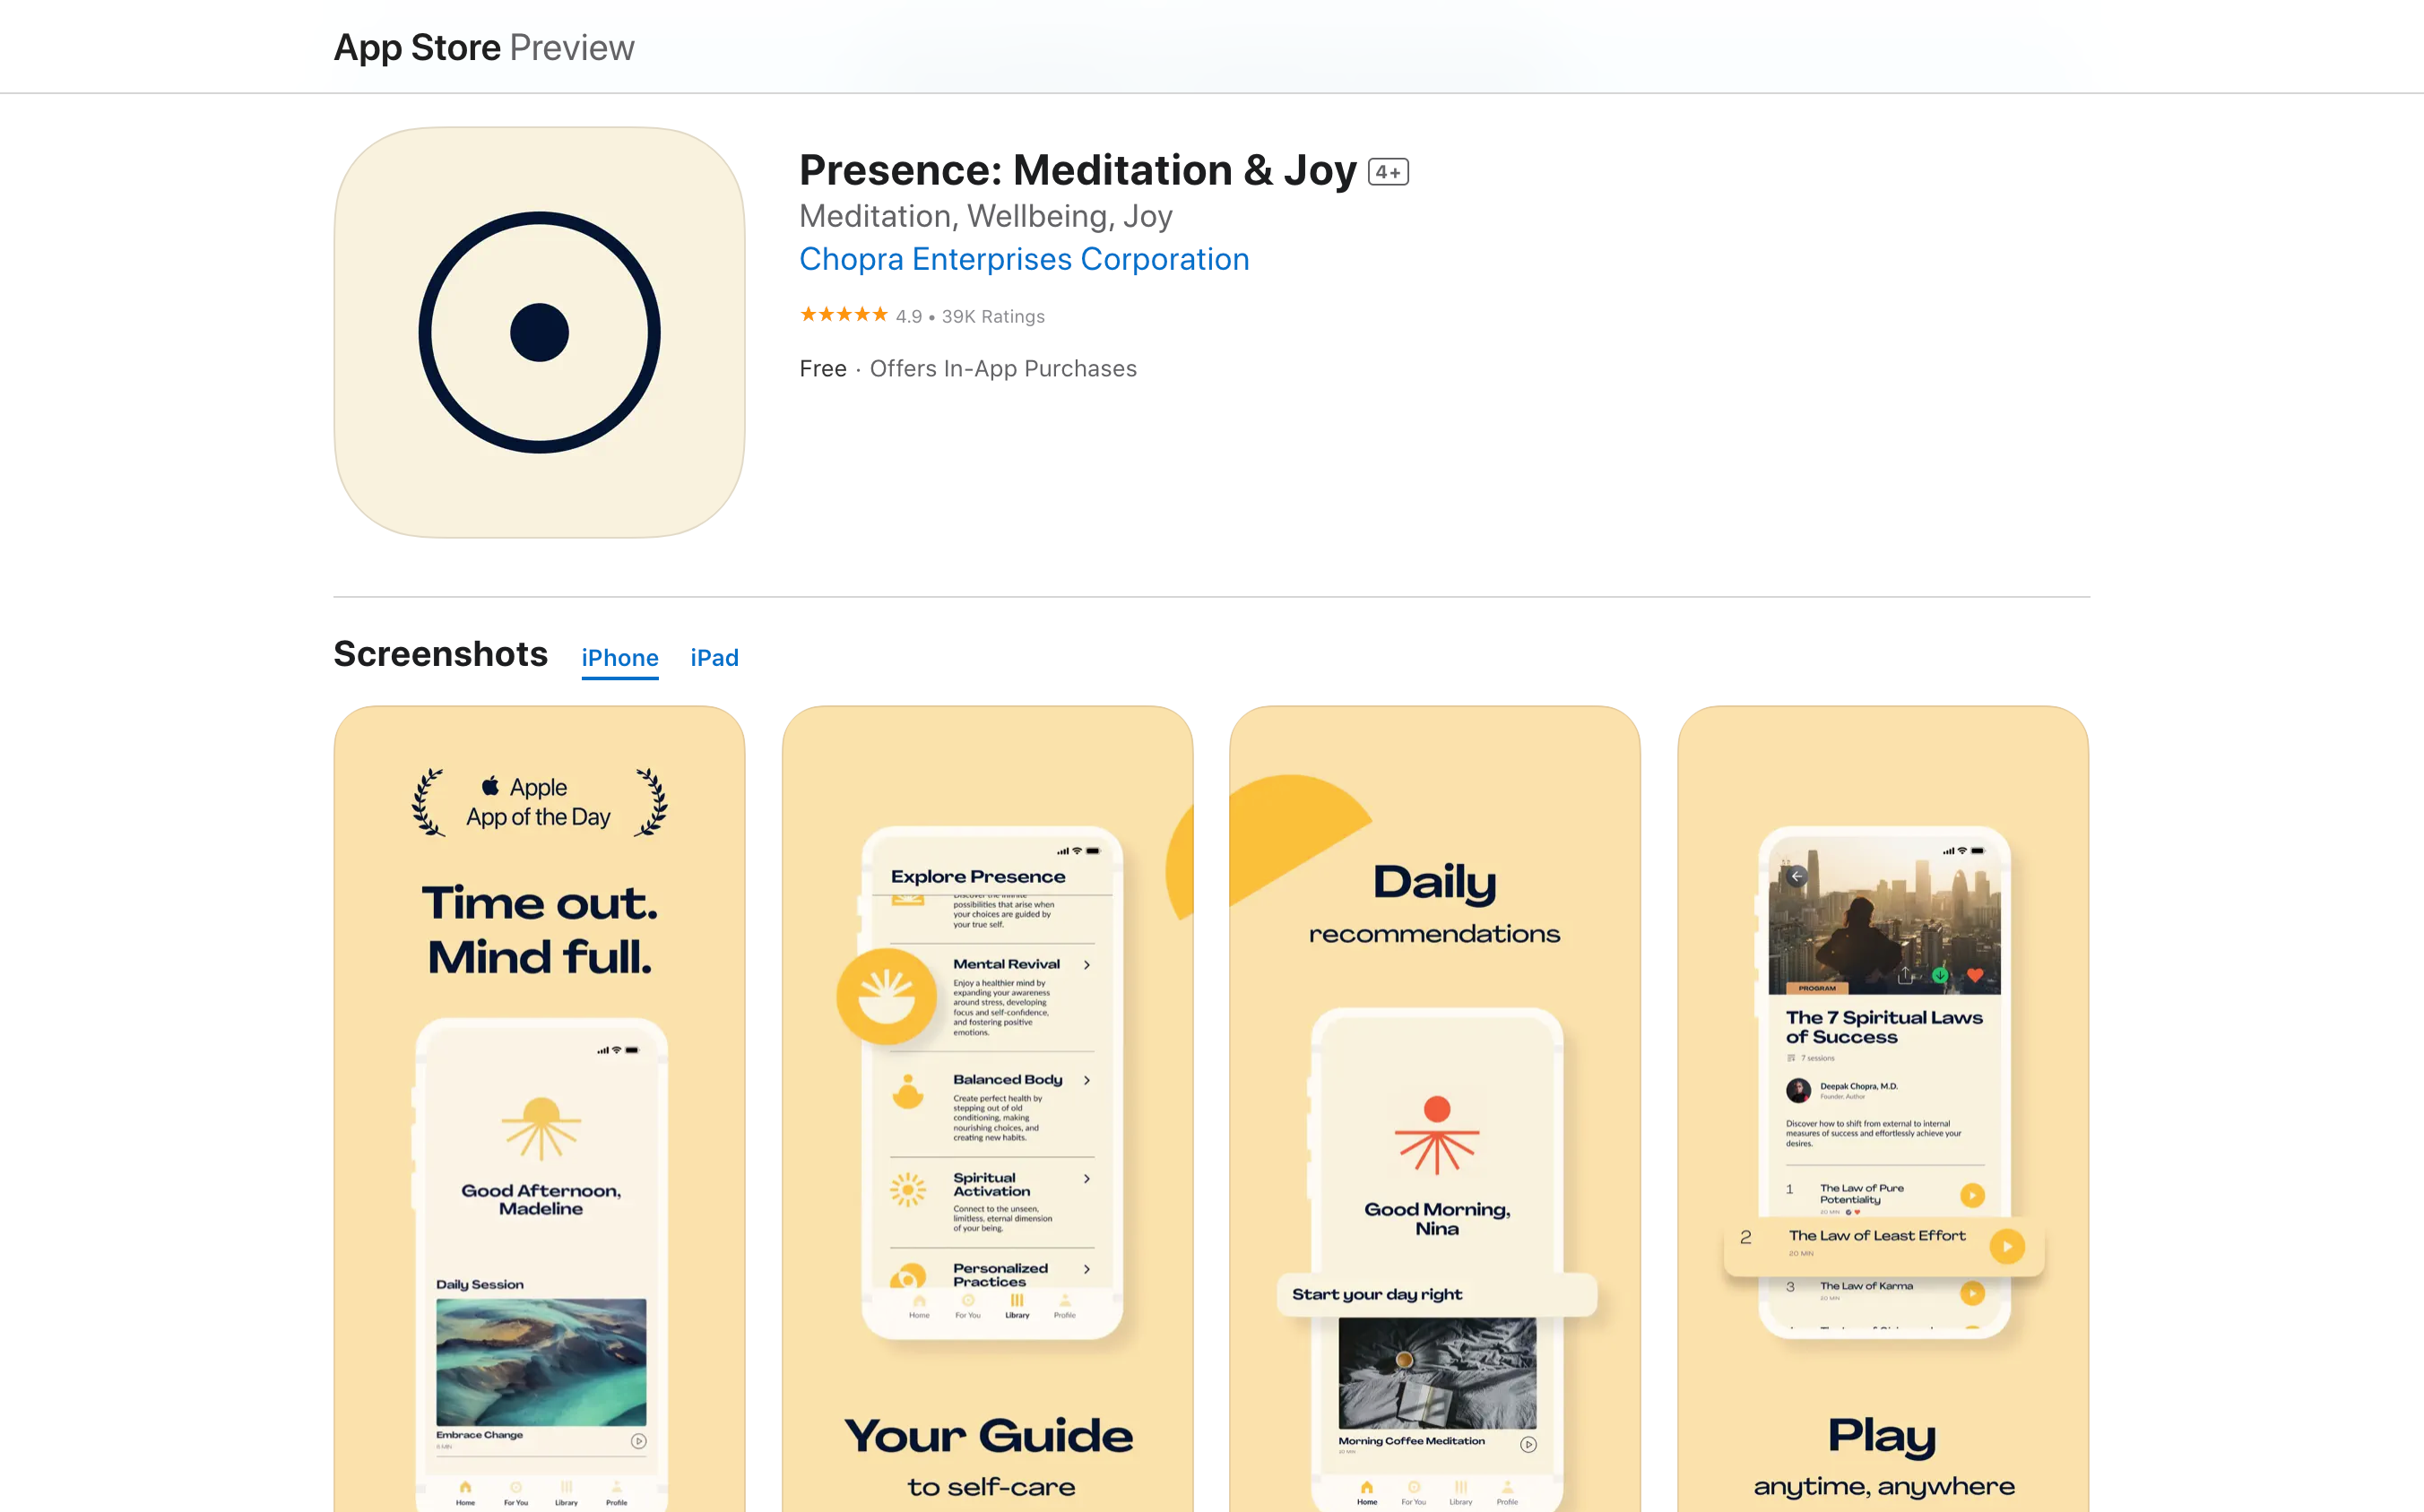 App Store Preview
Presence: Meditation & Joy 4+
Meditation, Wellbeing, Joy
Chopra Enterprises Corporation
4.9 • 39K Ratings
Free · Offers In-App Purchases
Screenshots iPhone iPad
Apple
App of the Day
Time out.
Mind full.
Good Afternoon,
Madeline
Daily Session
Embrace Change
5 MIN
Home For You Library Profile
Explore Presence
possibilities that arise when
your choices are guided by
your true self.
Mental Revival
Enjoy a healthier mind by
expanding your awareness
around stress, developing
focus and self-confidence,
and fostering positive
emotions.
Balanced Body
Create perfect health by
stepping out of old
conditioning, making
nourishing choices, and
creating new habits.
Spiritual
Activation
Connect to the unseen,
limitless, eternal dimension
of your being.
Personalized
Practices
Home For You Library Profile
Your Guide
to self-care
Daily
recommendations
Good Morning,
Nina
Start your day right
Morning Coffee Meditation
Home For You Library Profile
PROGRAM
The 7 Spiritual Laws
of Success
7 sessions
Deepak Chopra, M.D.
Founder, Author
Discover how to shift from external to internal
measures of success and effortlessly achieve your
desires.
1 The Law of Pure
Potentiality
20 MIN
2 The Law of Least Effort
20 MIN
3 The Law of Karma
20 MIN
Play
anytime, anywhere